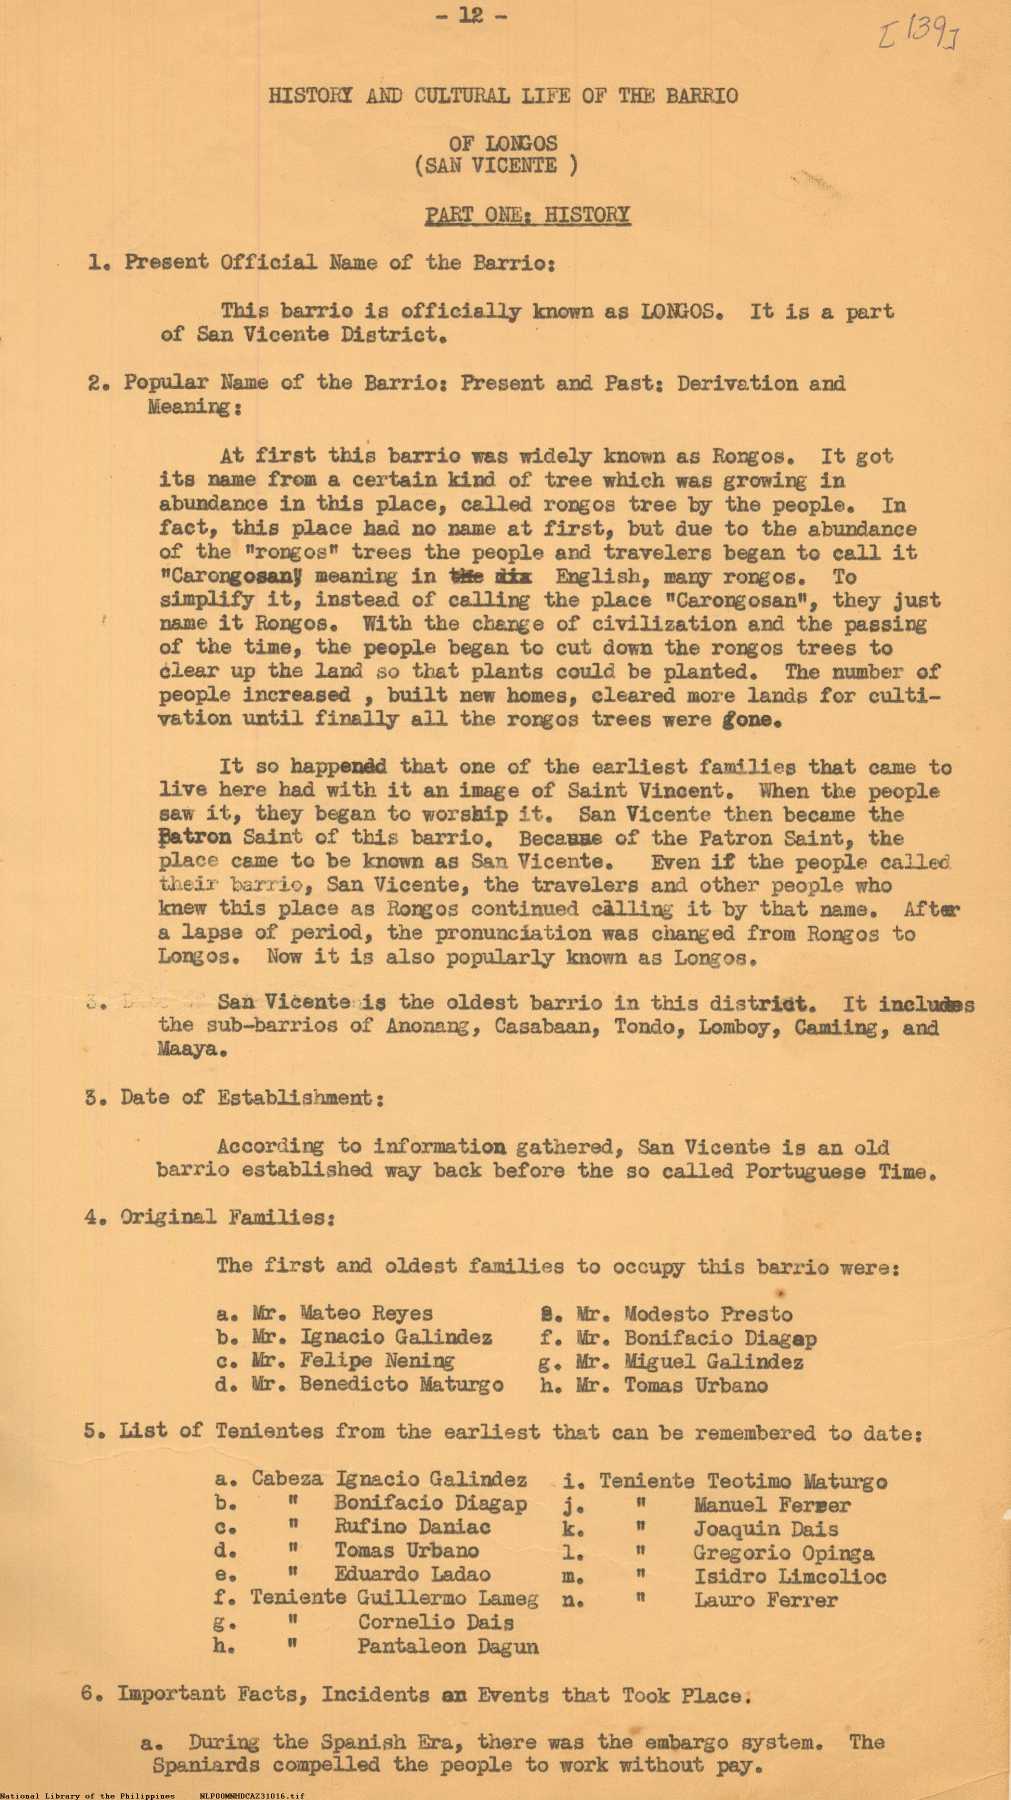 - 12 -
[139]
HISTORY AND CULTURAL LIFE OF THE BARRIO
OF LONGOS
(SAN VICENTE )
PART ONE: HISTORY
1. Present Official Name of the Barrio:
This barrio is officially known as LONGOS. It is a part
of San Vicente District.
2. Popular Name of the Barrio: Present and Past: Derivation and
Meaning:
At first this barrio was widely known as Rongos. It got
its name from a certain kind of tree which was growing in
abundance in this place, called rongos tree by the people. In
fact, this place had no name at first, but due to the abundance
of the "rongos" trees the people and travelers began to call it
"Carongosan" meaning in English, many rongos. To
simplify it, instead of calling the place "Carongosan", they just
name it Rongos. With the change of civilization and the passing
of the time, the people began to cut down the rongos trees to
clear up the land so that plants could be planted. The number of
people increased , built new homes, cleared more lands for culti-
vation until finally all the rongos trees were gone.
It so happened that one of the earliest families that came to
live here had with it an image of Saint Vincent. When the people
saw it, they began to worship it. San Vicente then became the
Patron Saint of this barrio. Because of the Patron Saint, the
place came to be known as San Vicente. Even if the people called
their barrio, San Vicente, the travelers and other people who
knew this place as Rongos continued calling it by that name. After
a lapse of period, the pronunciation was changed from Rongos to
Longos. Now it is also popularly known as Longos.
3. San Vicente is the oldest barrio in this district. It includes
the sub-barrios of Anonang, Casabaan, Tondo, Lomboy, Camiing, and
Maaya.
3. Date of Establishment:
According to information gathered, San Vicente is an old
barrio established way back before the so called Portuguese Time.
4. Original Families:
The first and oldest families to occupy this barrio were:
a. Mr. Mateo Reyes e. Mr. Modesto Presto
b. Mr. Ignacio Galindez f. Mr. Bonifacio Diagap
c. Mr. Felipe Nening g. Mr. Miguel Galindez
d. Mr. Benedicto Maturgo h. Mr. Tomas Urbano
5. List of Tenientes from the earliest that can be remembered to date:
a. Cabeza Ignacio Galindez i. Teniente Teotimo Maturgo
b. " Bonifacio Diagap j. " Manuel Ferrer
c. " Rufino Daniac k. " Joaquin Dais
d. " Tomas Urbano l. " Gregorio Opinga
e. " Eduardo Ladao m. " Isidro Limcolioc
f. Teniente Guillermo Lameg n. " Lauro Ferrer
g. " Cornelio Dais
h. " Pantaleon Dagun
6. Important Facts, Incidents an Events that Took Place.
a. During the Spanish Era, there was the embargo system. The
Spaniards compelled the people to work without pay.
National Library of the Philippines NLPOOMNHDCAZ31016.tif